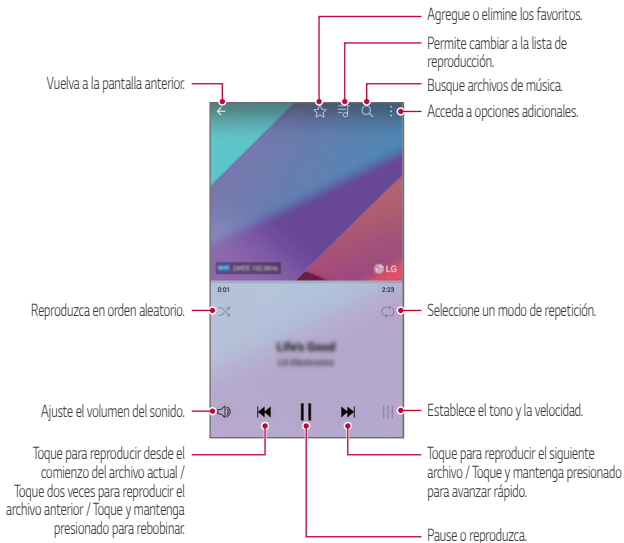 Agregue o elimine los favoritos.
Permite cambiar a la lista de
reproducción.
Vuelva a la pantalla anterior.
Busque archivos de música.
Acceda a opciones adicionales.
LG
0:01
2:23
Reproduzca en orden aleatorio.
Seleccione un modo de repetición.
Life's Good
LG Electronics
Ajuste el volumen del sonido.
Establece el tono y la velocidad.
Toque para reproducir desde el
comienzo del archivo actual /
Toque dos veces para reproducir el
archivo anterior / Toque y mantenga
presionado para rebobinar.
Toque para reproducir el siguiente
archivo / Toque y mantenga presionado
para avanzar rápido.
Pause o reproduzca.